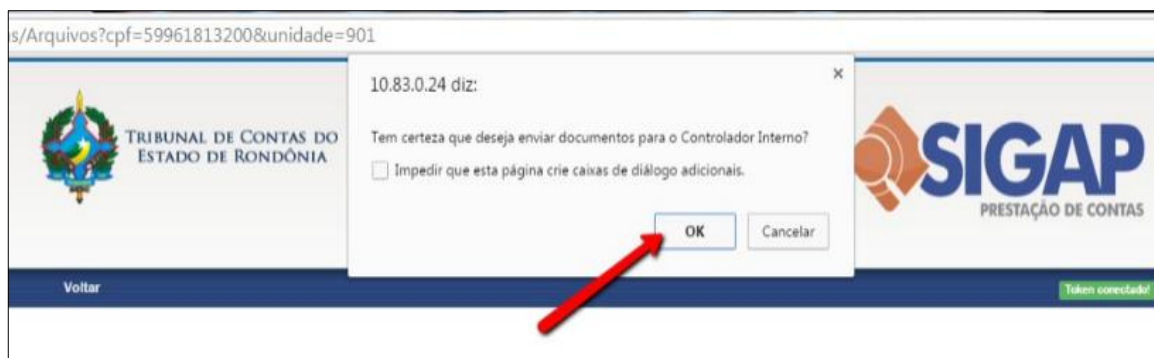 s/Arquivos?cpf=59961813200&unidade=901
10.83.0.24 diz:
×
TRIBUNAL DE CONTAS DO
ESTADO DE RONDÔNIA
Tem certeza que deseja enviar documentos para o Controlador Interno?
Impedir que esta página crie caixas de diálogo adicionais.
OK
Cancelar
SIGAP
PRESTAÇÃO DE CONTAS
Voltar
Token conectado!